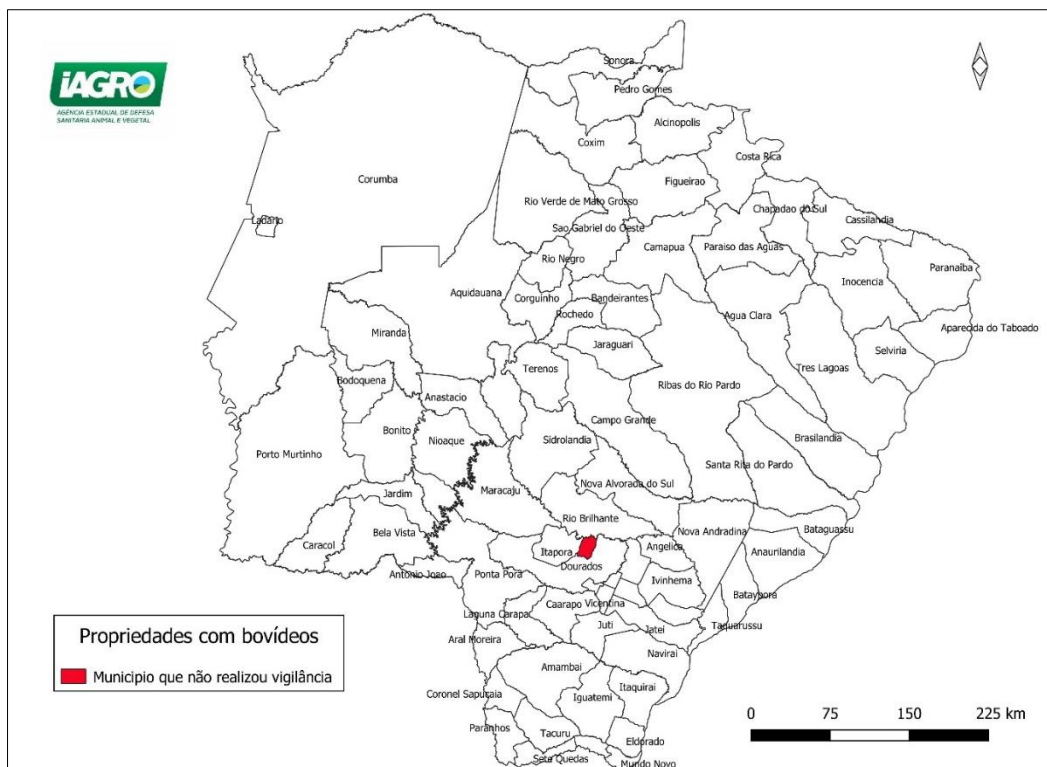 iAGRO
AGÊNCIA ESTADUAL DE DEFESA
SANITÁRIA ANIMAL E VEGETAL
Sonora
Pedro Gomes
Alcinopolis
Coxim
Costa Rica
Corumba
Figueirao
Rio Verde de Mato Grosso
Chapadao do Sul
Ladario
Cassilandia
Sao Gabriel do Oeste
Camapua
Paraiso das Aguas
Rio Negro
Paranaiba
Inocencia
Aquidauana
Corguinho
Bandeirantes
Rochedo
Agua Clara
Aparecida do Taboado
Miranda
Jaraguari
Selviria
Terenos
Tres Lagoas
Bodoquena
Ribas do Rio Pardo
Anastacio
Campo Grande
Bonito
Nioaque
Sidrolandia
Brasilandia
Porto Murtinho
Santa Rita do Pardo
Nova Alvorada do Sul
Maracaju
Jardim
Rio Brilhante
Bataguassu
Bela Vista
Nova Andradina
Caracol
Itapora
Angelica
Anaurilandia
Dourados
Antonio Joao
Ponta Pora
Ivinhema
Bataypora
Caarapo
Vicentina
Laguna Carapa
Juti
Jatei
Taquarussu
Aral Moreira
Navirai
Amambai
Itaquirai
Coronel Sapucaia
Iguatemi
Paranhos
Tacuru
Eldorado
Sete Quedas
Mundo Novo
Propriedades com bovídeos
Municipio que não realizou vigilância
0 75 150 225 km